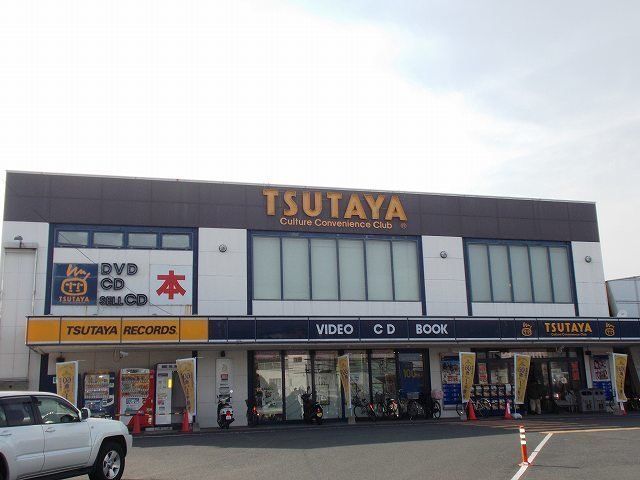 TSUTAYA
Culture Convenience Club ®
TSUTAYA
DVD
CD
SELL CD
本
TSUTAYA RECORDS
VIDEO CD BOOK
TSUTAYA